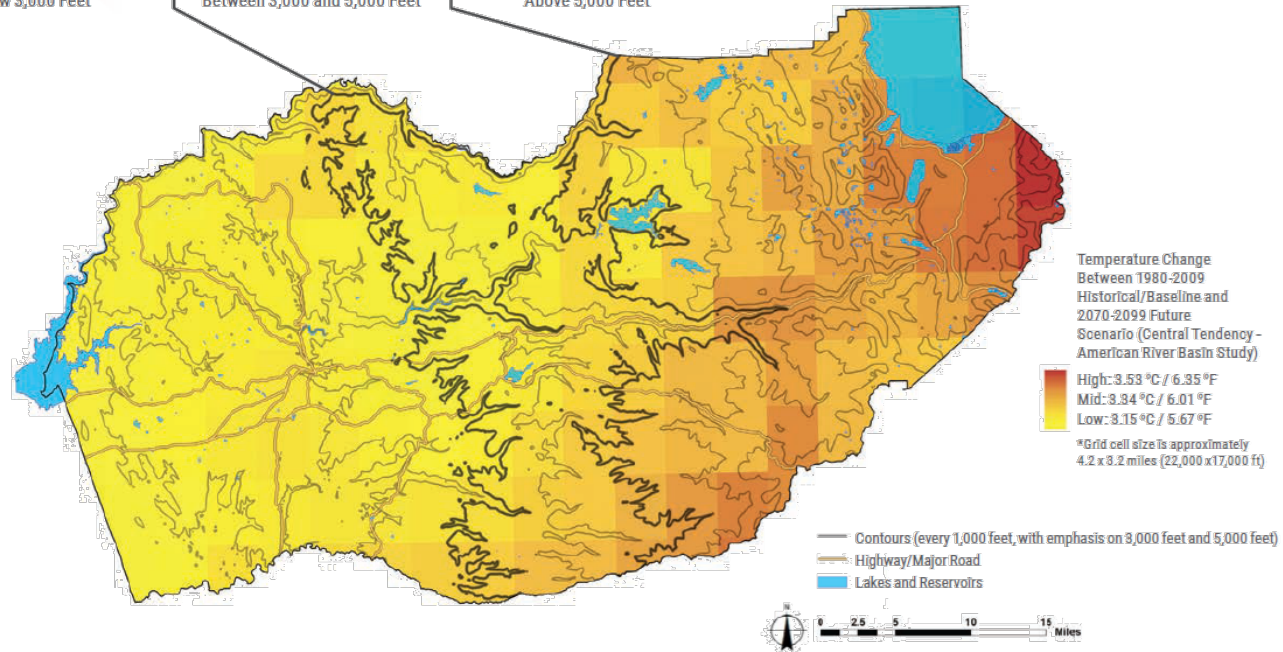 w 3,000 Feet
Between 3,000 and 5,000 Feet
Above 5,000 Feet
Temperature Change
Between 1980-2009
Historical/Baseline and
2070-2099 Future
Scenario (Central Tendency -
American River Basin Study)
High: 3.53 °C / 6.35 °F
Mid: 3.34 °C / 6.01 °F
Low: 3.15 °C / 5.67 °F
*Grid cell size is approximately
4.2 x 3.2 miles (22,000 x17,000 ft)
Contours (every 1,000 feet, with emphasis on 3,000 feet and 5,000 feet)
Highway/Major Road
Lakes and Reservoirs
N
0 2.5 5 10 15 Miles